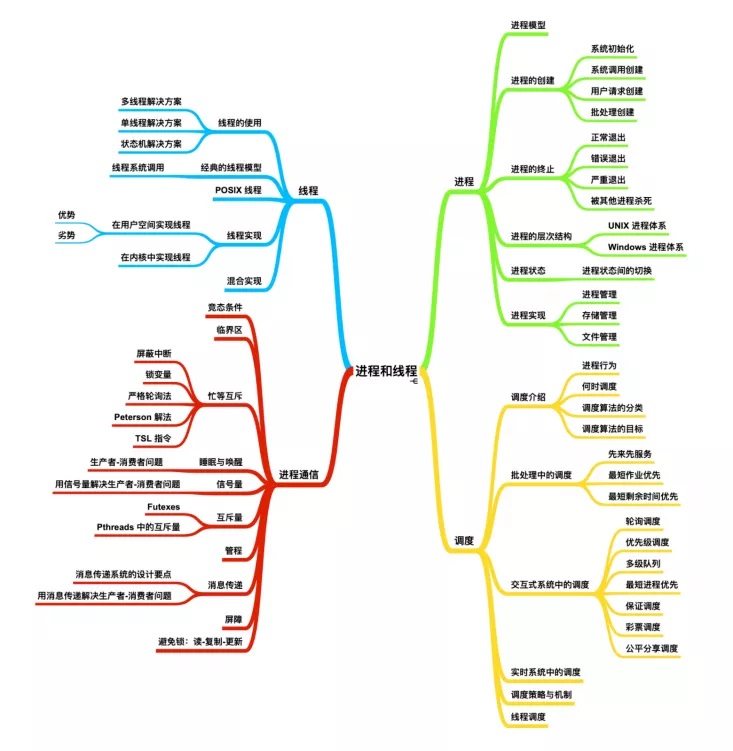 进程和线程
进程
进程模型
进程的创建
系统初始化
系统调用创建
用户请求创建
批处理创建
进程的终止
正常退出
错误退出
严重退出
被其他进程杀死
进程的层次结构
UNIX 进程体系
Windows 进程体系
进程状态
进程状态间的切换
进程实现
进程管理
存储管理
文件管理
调度
调度介绍
进程行为
何时调度
调度算法的分类
调度算法的目标
批处理中的调度
先来先服务
最短作业优先
最短剩余时间优先
交互式系统中的调度
轮询调度
优先级调度
多级队列
最短进程优先
保证调度
彩票调度
公平分享调度
实时系统中的调度
调度策略与机制
线程调度
线程
线程的使用
多线程解决方案
单线程解决方案
状态机解决方案
经典的线程模型
线程系统调用
POSIX 线程
线程实现
在用户空间实现线程
优势
劣势
在内核中实现线程
混合实现
进程通信
竞态条件
临界区
忙等互斥
屏蔽中断
锁变量
严格轮询法
Peterson 解法
TSL 指令
睡眠与唤醒
生产者-消费者问题
信号量
用信号量解决生产者-消费者问题
互斥量
Futexes
Pthreads 中的互斥量
管程
消息传递
消息传递系统的设计要点
用消息传递解决生产者-消费者问题
屏障
避免锁：读-复制-更新